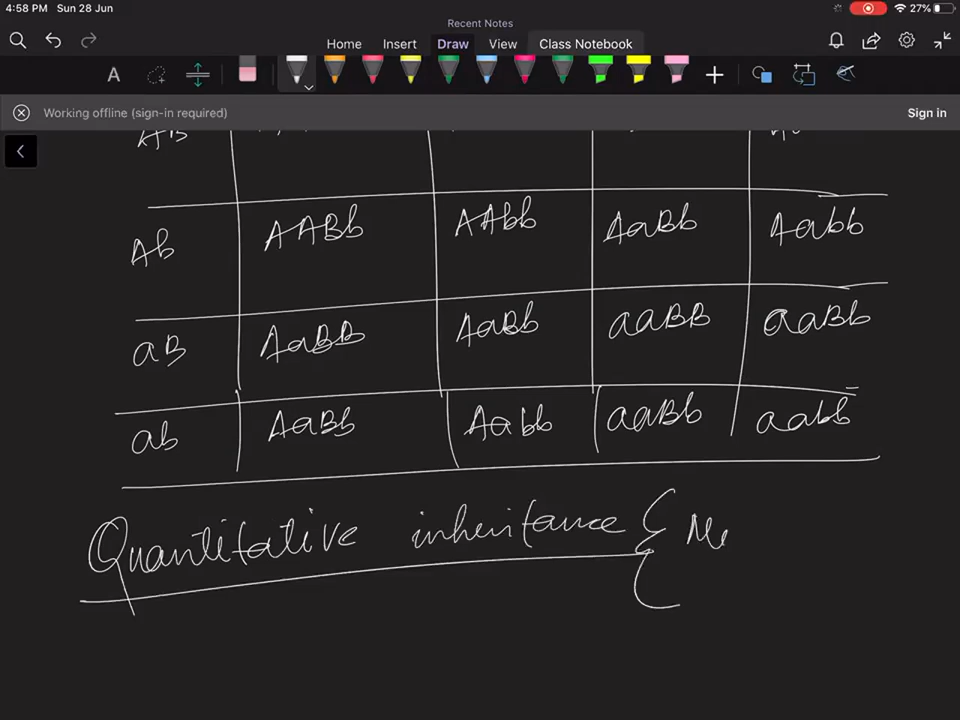 4:58 PM Sun 28 Jun 27%
Recent Notes
Home Insert Draw View Class Notebook
A
Working offline (sign-in required) Sign in
AB
Ab AABb AAbb AaBb Aabb
aB AaBB AaBb aaBB aaBb
ab AaBb Aabb aaBb aabb
Quantitative inheritance {